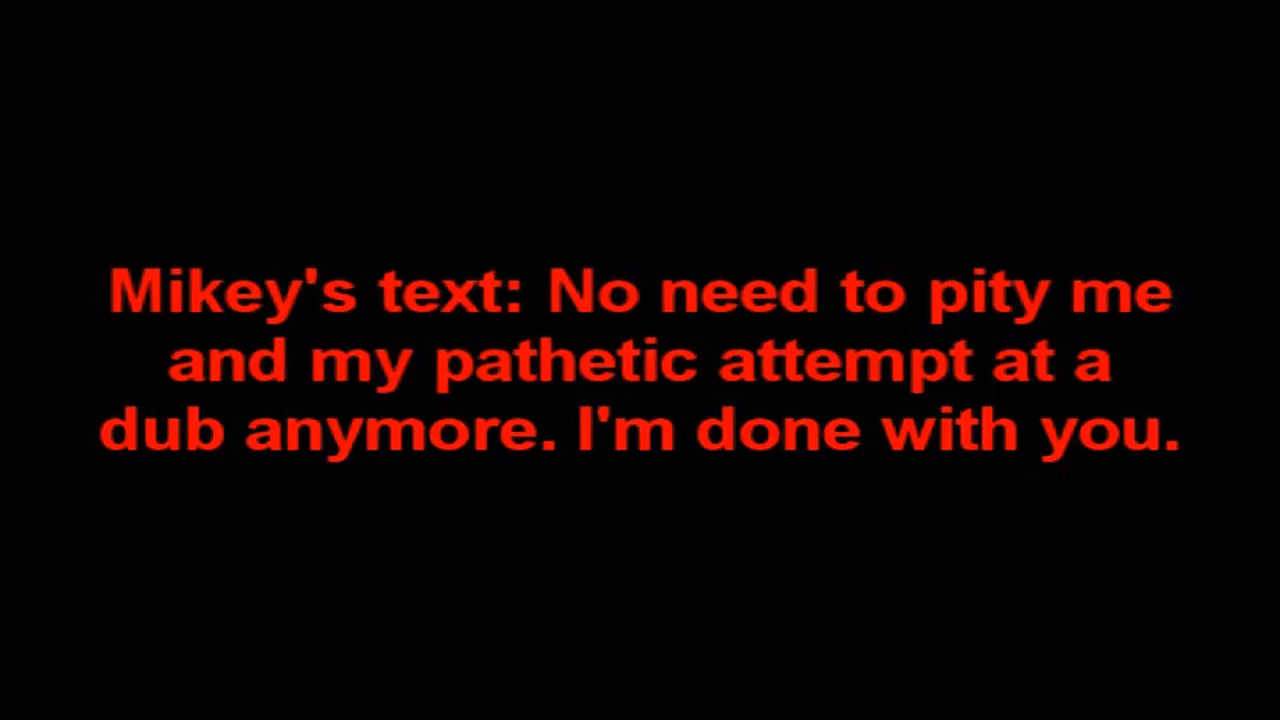 Mikey's text: No need to pity me
and my pathetic attempt at a
dub anymore. I'm done with you.